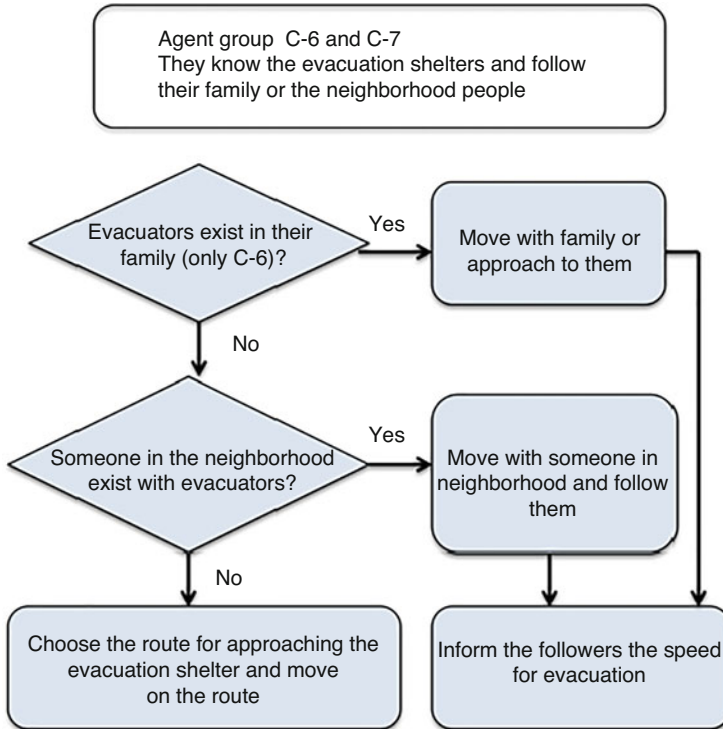 Agent group C-6 and C-7
They know the evacuation shelters and follow
their family or the neighborhood people
Evacuators exist in their
family (only C-6)?
Yes
Move with family or
approach to them
No
Someone in the neighborhood
exist with evacuators?
Yes
Move with someone in
neighborhood and follow
them
No
Choose the route for approaching the
evacuation shelter and move
on the route
Inform the followers the speed
for evacuation